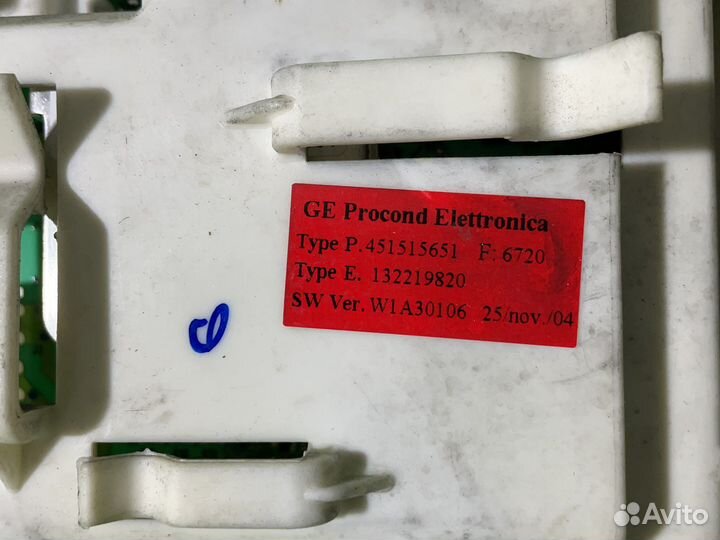 GE Procond Elettronica
Type P. 451515651 F: 6720
Type E. 132219820
SW Ver. W1A30106 25/nov./04
Avito